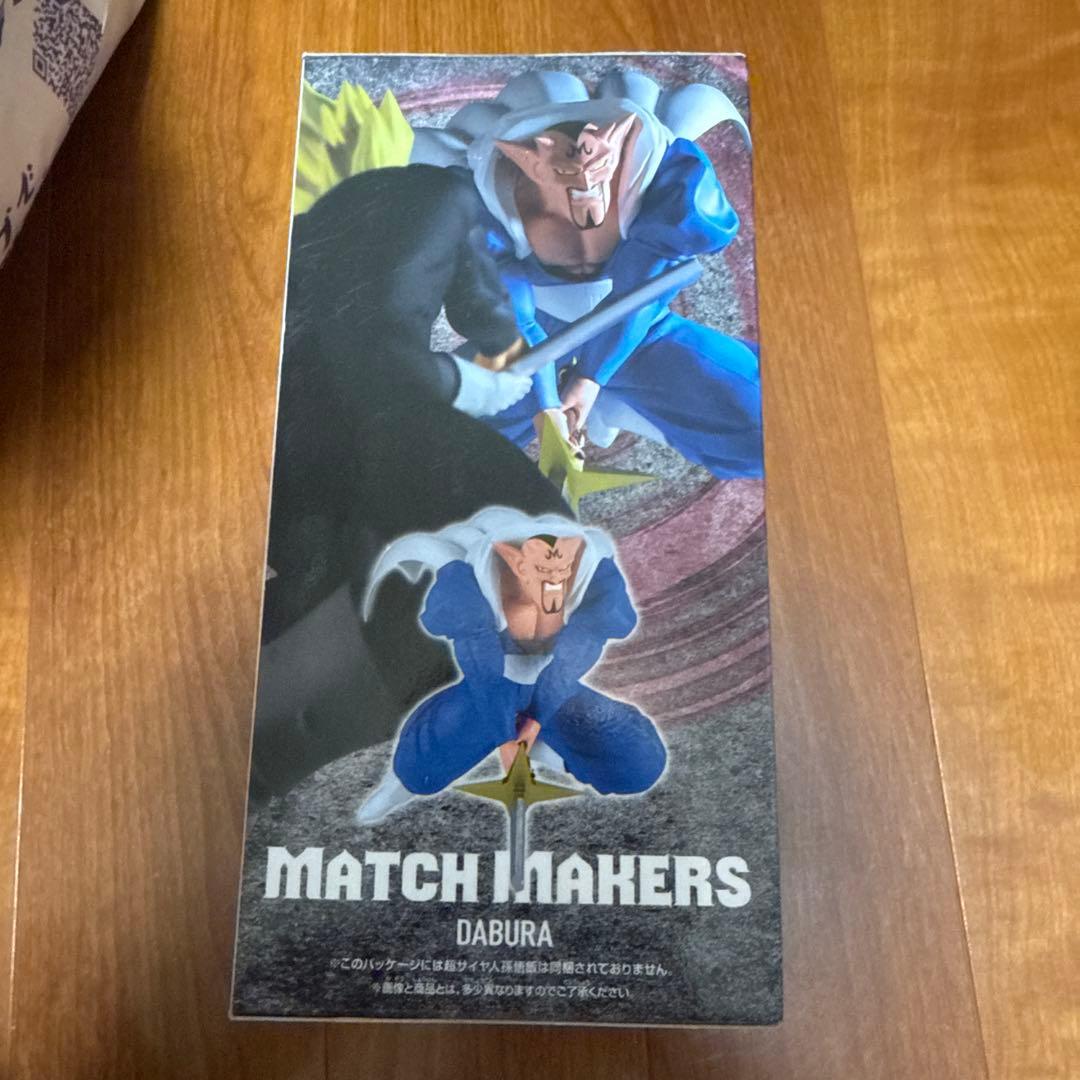 MATCH MAKERS
DABURA
※このパッケージには超サイヤ人孫悟飯は同梱されておりません。
※画像と商品とは、多少異なりますのでご了承ください。